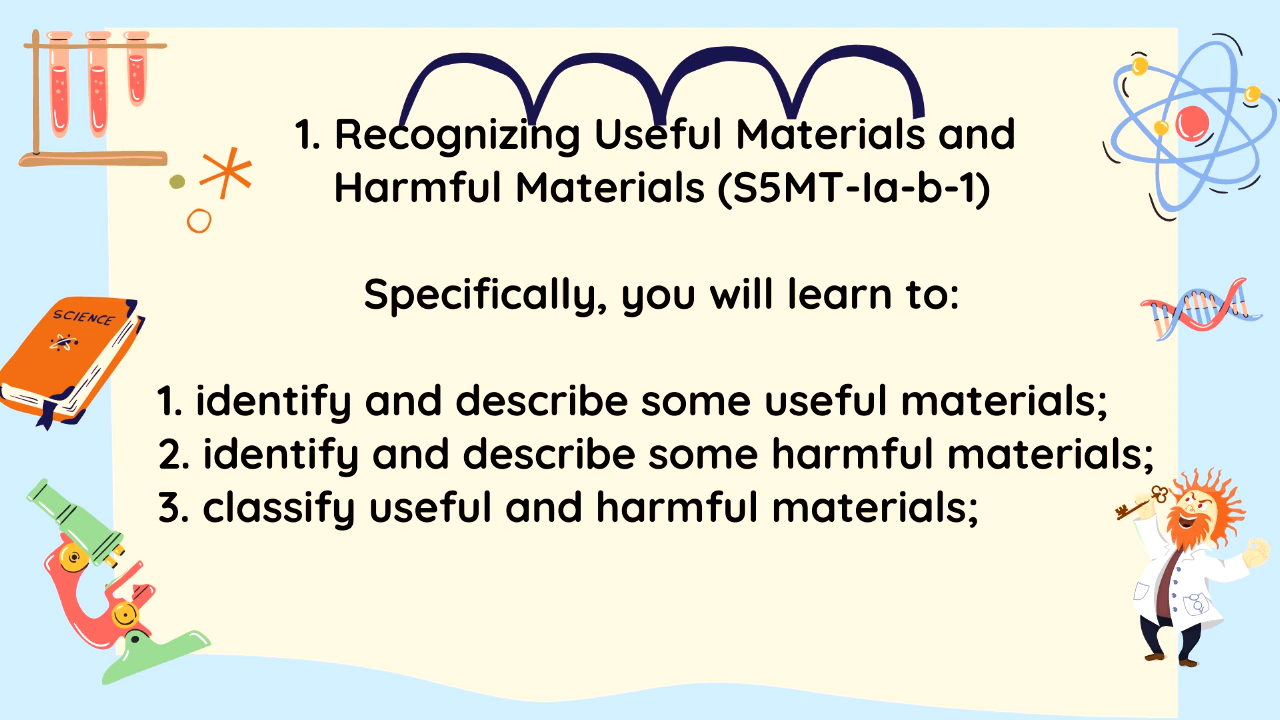 1. Recognizing Useful Materials and
Harmful Materials (S5MT-Ia-b-1)
Specifically, you will learn to:
1. identify and describe some useful materials;
2. identify and describe some harmful materials;
3. classify useful and harmful materials;
SCIENCE